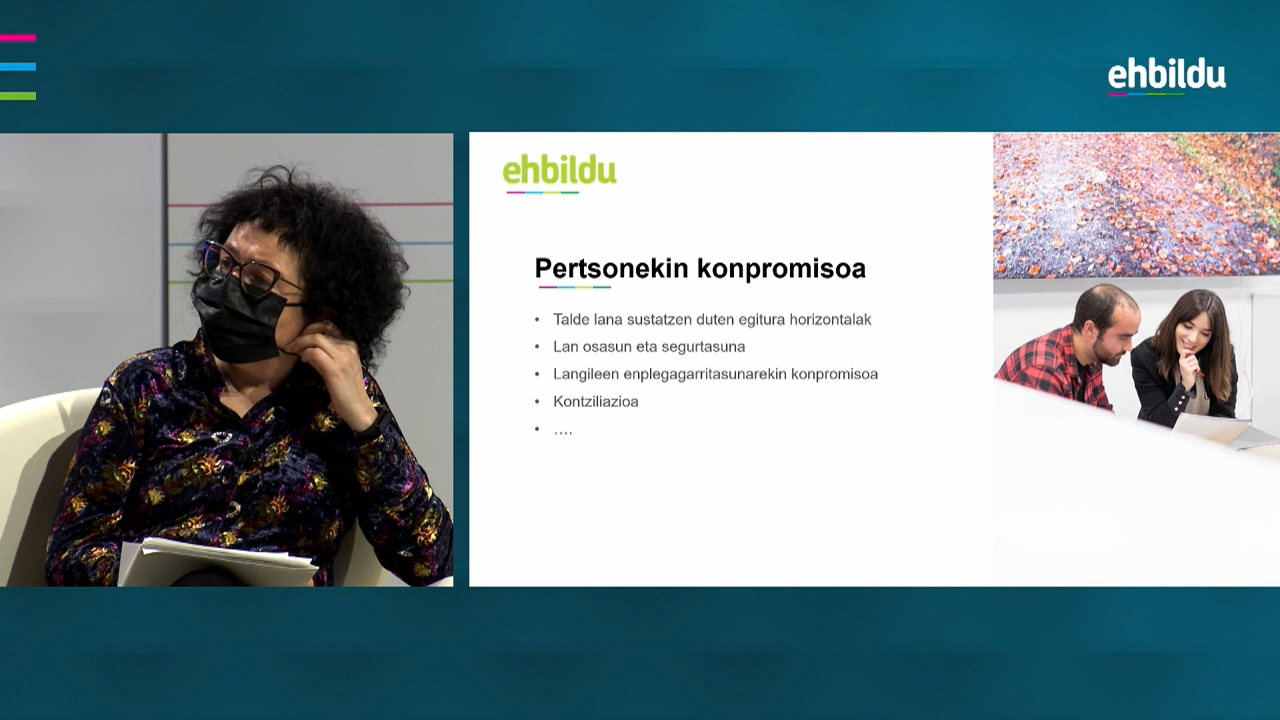 ehbildu
ehbildu
Pertsonekin konpromisoa
• Talde lana sustatzen duten egitura horizontalak
• Lan osasun eta segurtasuna
• Langileen enplegagarritasunarekin konpromisoa
• Kontziliazioa
• ….